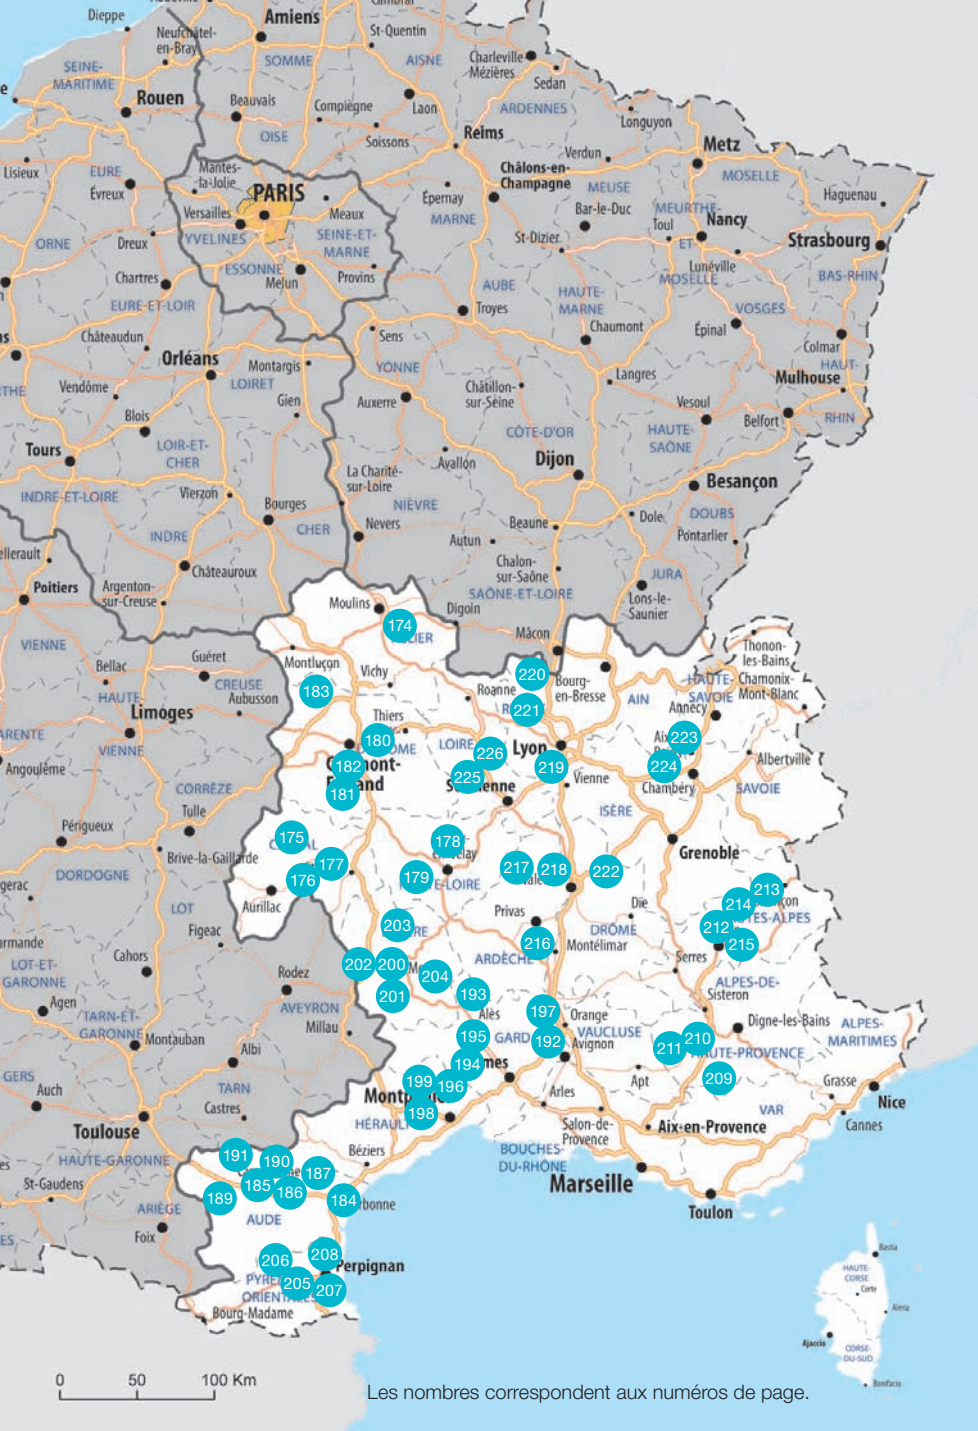 Dieppe
Amiens
Neufchâtel-
en-Bray
St-Quentin
SEINE-
MARITIME
SOMME
AISNE
Charleville
Mézières
Sedan
Rouen
Beauvais
Compiègne
Laon
ARDENNES
Longuyon
OISE
Soissons
Reims
Verdun
Metz
Lisieux
EURE
Évreux
Mantes-
la-Jolie
PARIS
Châlons-en-
Champagne
MEUSE
MOSELLE
Haguenau
Versailles
Meaux
Épernay
MARNE
Bar-le-Duc
MEURTHE-
Toul
Nancy
ORNE
Dreux
YVELINES
SEINE-ET-
MARNE
St-Dizier
ET
Strasbourg
Chartres
ESSONNE
Melun
Provins
Lunéville
MOSELLE
BAS-RHIN
EURE-ET-LOIR
AUBE
Troyes
HAUTE-
MARNE
VOSGES
Châteaudun
Sens
Chaumont
Épinal
Colmar
HAUT-
Orléans
Montargis
YONNE
Langres
Mulhouse
Vendôme
LOIRET
Gien
Auxerre
Châtillon-
sur-Seine
Vesoul
Belfort
RHIN
Blois
Tours
LOIR-ET-
CHER
CÔTE-D'OR
HAUTE-
SAÔNE
Avallon
Dijon
La Charité-
sur-Loire
Besançon
INDRE-ET-LOIRE
Vierzon
Bourges
NIÈVRE
Dole
DOUBS
INDRE
CHER
Nevers
Beaune
Autun
Pontarlier
Châteauroux
Chalon-
sur-Saône
JURA
Poitiers
Argenton-
sur-Creuse
SAÔNE-ET-LOIRE
Lons-le-
Saunier
Moulins
Digoin
174
VIENNE
Mâcon
Thonon-
les-Bains
Guéret
Bellac
Montluçon
Vichy
220
Bourg-
en-Bresse
HAUTE-
SAVOIE
Chamonix-
Mont-Blanc
CREUSE
Aubusson
183
Roanne
AIN
HAUTE-
VIENNE
Limoges
221
Annecy
Thiers
180
LOIRE
226
Lyon
223
Angoulême
182
225
219
Vienne
224
Albertville
Chambéry
SAVOIE
CORRÈZE
181
Tulle
ISÈRE
Périgueux
175
178
Brive-la-Gaillarde
177
Grenoble
DORDOGNE
176
179
217
218
222
213
LOT
Aurillac
Privas
Die
214
Figeac
203
DRÔME
212
216
Montélimar
215
Cahors
202
200
LOT-ET-
GARONNE
204
ARDÈCHE
Serres
Rodez
201
193
ALPES-DE-
Sisteron
Agen
AVEYRON
197
Alès
Orange
TARN-ET-
GARONNE
Millau
195
GARD
192
VAUCLUSE
Avignon
Digne-les-Bains
ALPES-
MARITIMES
Montauban
Albi
194
211
210
HAUTE-PROVENCE
GERS
Auch
TARN
199
196
Apt
209
Grasse
Castres
198
Arles
Nice
Toulouse
HÉRAULT
Salon-de-
Provence
Aix-en-Provence
VAR
Cannes
191
190
Béziers
BOUCHES-
DU-RHÔNE
HAUTE-GARONNE
187
Marseille
St-Gaudens
189
185
186
184
ARIÈGE
AUDE
Toulon
Foix
206
208
Perpignan
Bastia
205
207
HAUTE-
CORSE
Corte
Bourg-Madame
Aléria
Ajaccio
CORSE-
DU-SUD
Bonifacio
0 50 100 Km
Les nombres correspondent aux numéros de page.